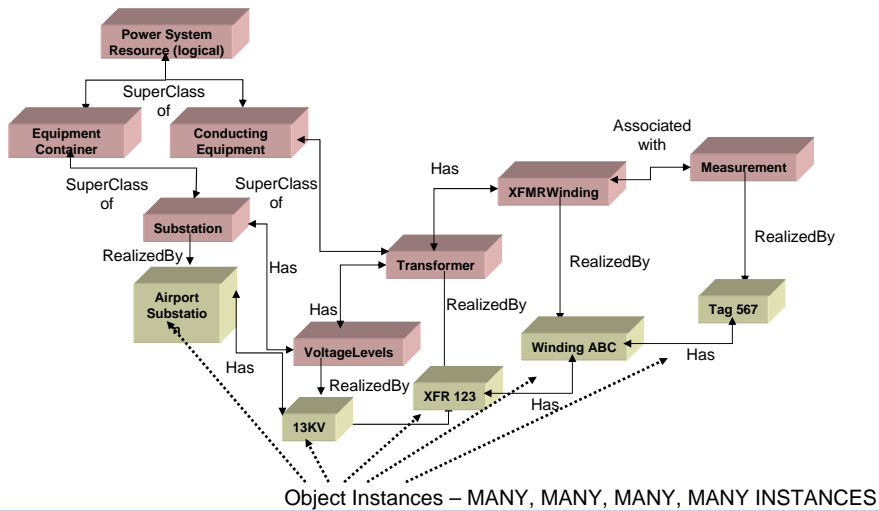 Power System
Resource (logical)
SuperClass
of
Equipment
Container
Conducting
Equipment
Associated
with
Measurement
Has
XFMRWinding
SuperClass
of
SuperClass
of
Substation
RealizedBy
Has
Transformer
RealizedBy
RealizedBy
Airport
Substatio
n
Has
RealizedBy
Tag 567
VoltageLevels
Winding ABC
Has
Has
RealizedBy
XFR 123
Has
13KV
Object Instances – MANY, MANY, MANY, MANY INSTANCES